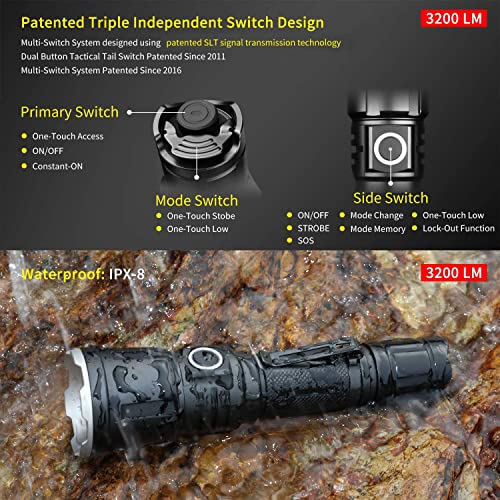 Patented Triple Independent Switch Design
3200 LM
Multi-Switch System designed using patented SLT signal transmission technology
Dual Button Tactical Tail Switch Patented Since 2011
Multi-Switch System Patented Since 2016
Primary Switch
One-Touch Access
ON/OFF
Constant-ON
Mode Switch
One-Touch Stobe
One-Touch Low
Side Switch
ON/OFF
STROBE
SOS
Mode Change
Mode Memory
One-Touch Low
Lock-Out Function
Waterproof: IPX-8
3200 LM